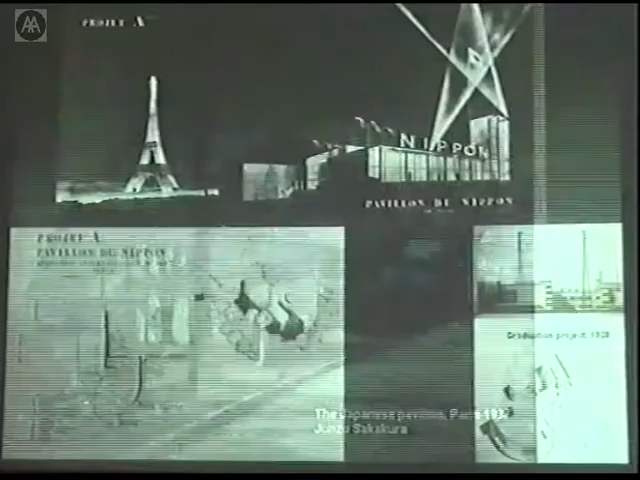 AA
PROJET A
NIPPON
PAVILLON DU NIPPON
PROJET A
PAVILLON DU NIPPON
Graduation project, 1928
The Japanese pavilion, Paris
Junzo Sakakura